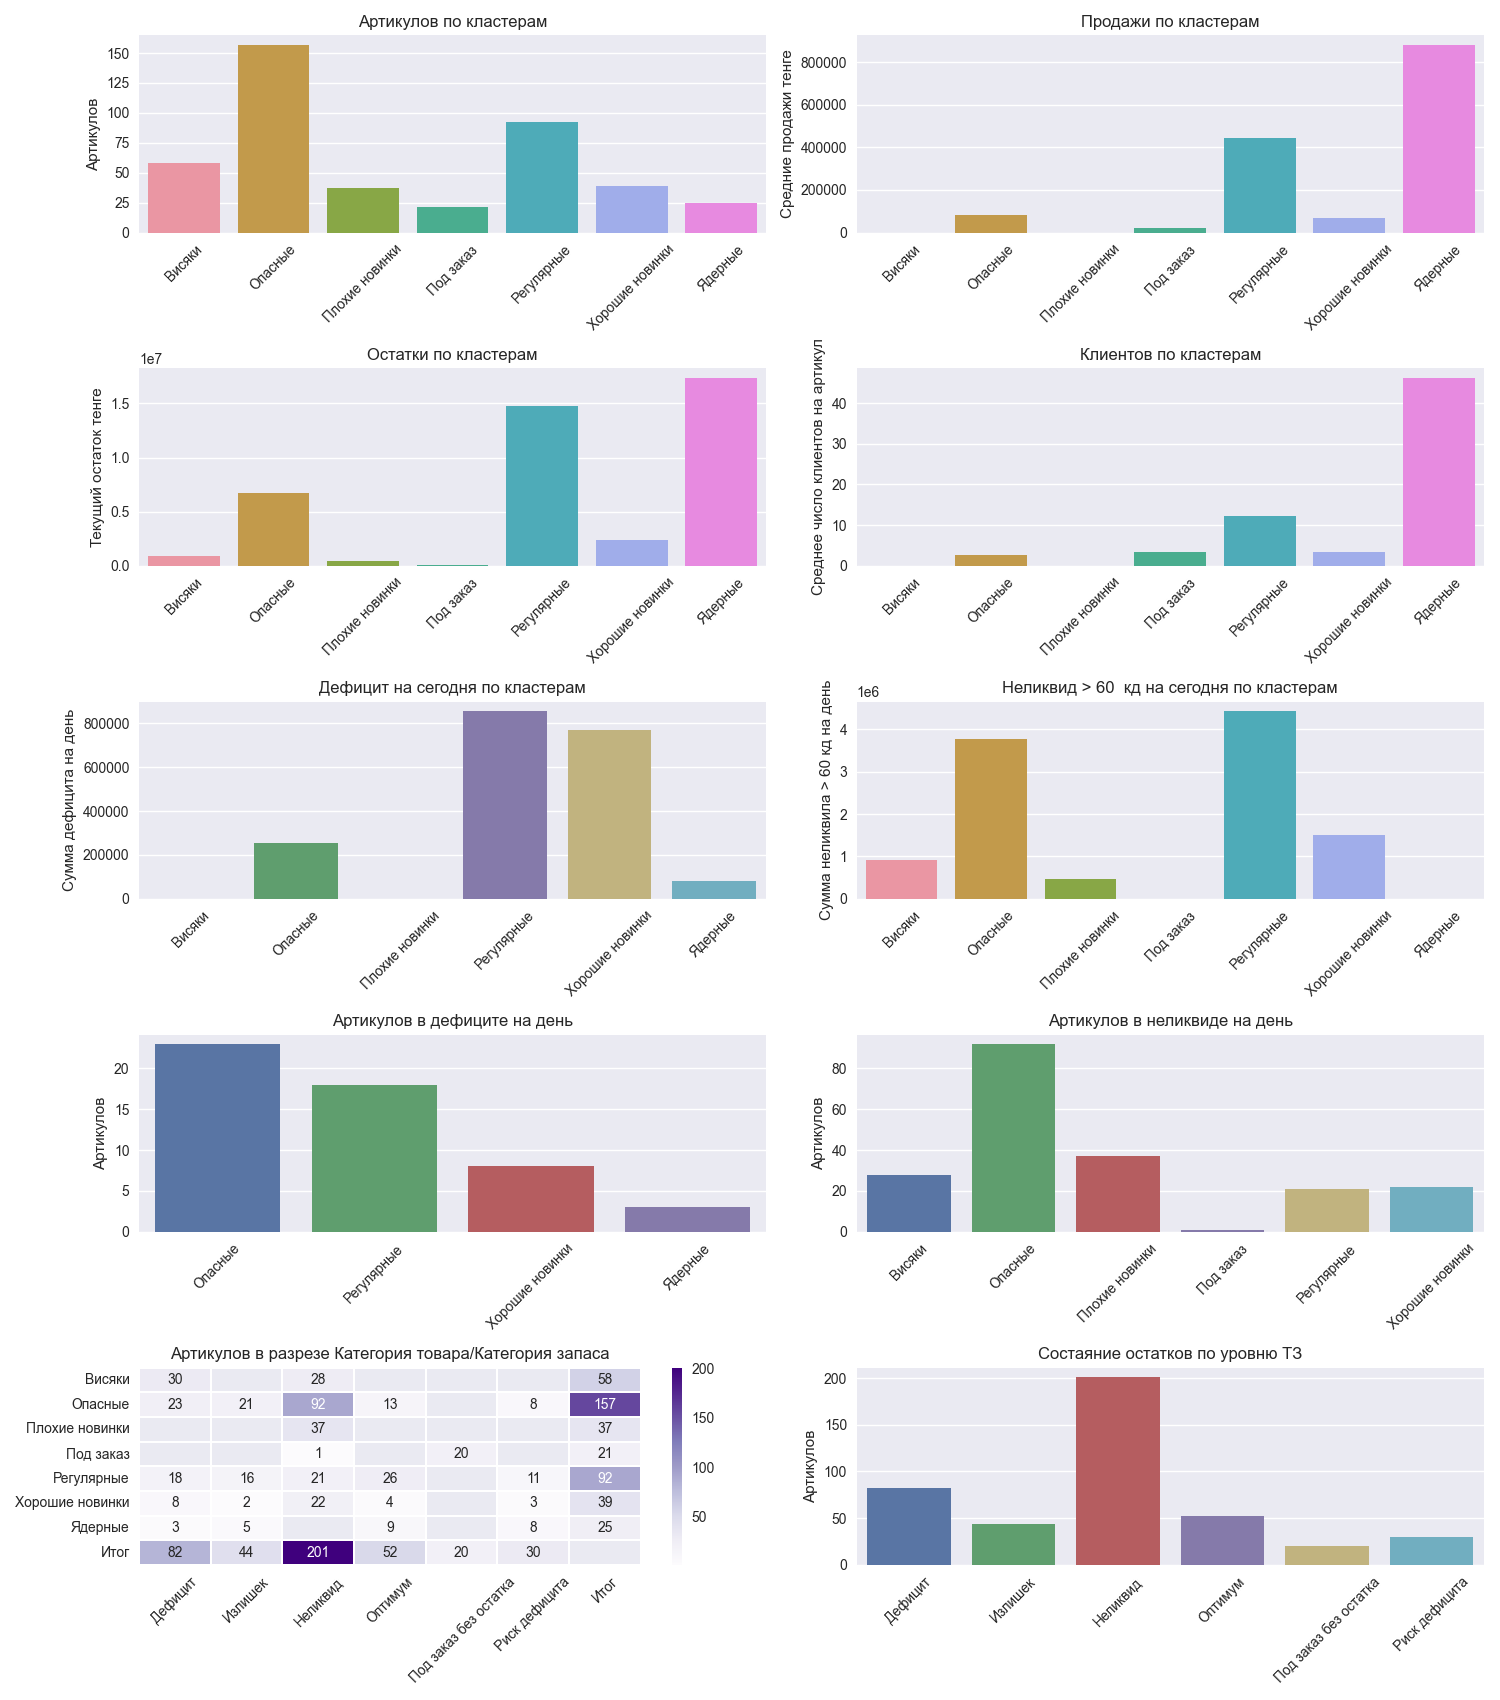 Артикулов по кластерам
Артикулов
150
125
100
75
50
25
0
Висяки
Опасные
Плохие новинки
Под заказ
Регулярные
Хорошие новинки
Ядерные
Продажи по кластерам
Средние продажи тенге
800000
600000
400000
200000
0
Висяки
Опасные
Плохие новинки
Под заказ
Регулярные
Хорошие новинки
Ядерные
Остатки по кластерам
1e7
Текущий остаток тенге
1.5
1.0
0.5
0.0
Висяки
Опасные
Плохие новинки
Под заказ
Регулярные
Хорошие новинки
Ядерные
Клиентов по кластерам
Среднее число клиентов на артикул
40
30
20
10
0
Висяки
Опасные
Плохие новинки
Под заказ
Регулярные
Хорошие новинки
Ядерные
Дефицит на сегодня по кластерам
Сумма дефицита на день
800000
600000
400000
200000
0
Висяки
Опасные
Плохие новинки
Регулярные
Хорошие новинки
Ядерные
Неликвид > 60  кд на сегодня по кластерам
1e6
Сумма неликвила > 60 кд на день
4
3
2
1
0
Висяки
Опасные
Плохие новинки
Под заказ
Регулярные
Хорошие новинки
Ядерные
Артикулов в дефиците на день
Артикулов
20
15
10
5
0
Опасные
Регулярные
Хорошие новинки
Ядерные
Артикулов в неликвиде на день
Артикулов
80
60
40
20
0
Висяки
Опасные
Плохие новинки
Под заказ
Регулярные
Хорошие новинки
Артикулов в разрезе Категория товара/Категория запаса
Висяки 30 28 58
Опасные 23 21 92 13 8 157
Плохие новинки 37 37
Под заказ 1 20 21
Регулярные 18 16 21 26 11 92
Хорошие новинки 8 2 22 4 3 39
Ядерные 3 5 9 8 25
Итог 82 44 201 52 20 30
Дефицит
Излишек
Неликвид
Оптимум
Под заказ без остатка
Риск дефицита
Итог
200
150
100
50
Состаяние остатков по уровню ТЗ
Артикулов
200
150
100
50
0
Дефицит
Излишек
Неликвид
Оптимум
Под заказ без остатка
Риск дефицита